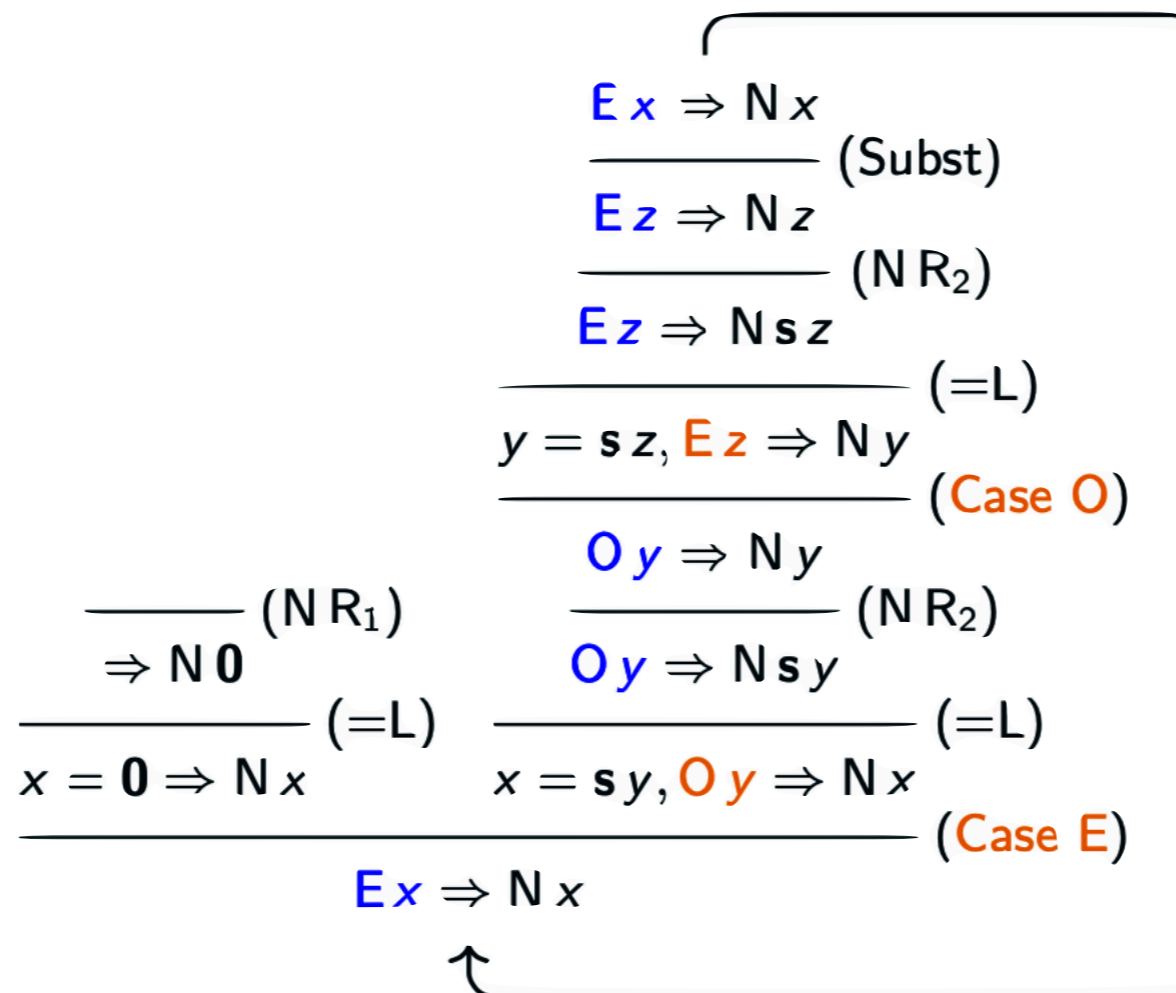 E x ⇒ N x
(Subst)
E z ⇒ N z
(N R₂)
E z ⇒ N s z
(=L)
y = s z, E z ⇒ N y
(Case O)
O y ⇒ N y
(N R₁) (N R₂)
⇒ N 0 O y ⇒ N s y
(=L) (=L)
x = 0 ⇒ N x x = s y, O y ⇒ N x
(Case E)
E x ⇒ N x